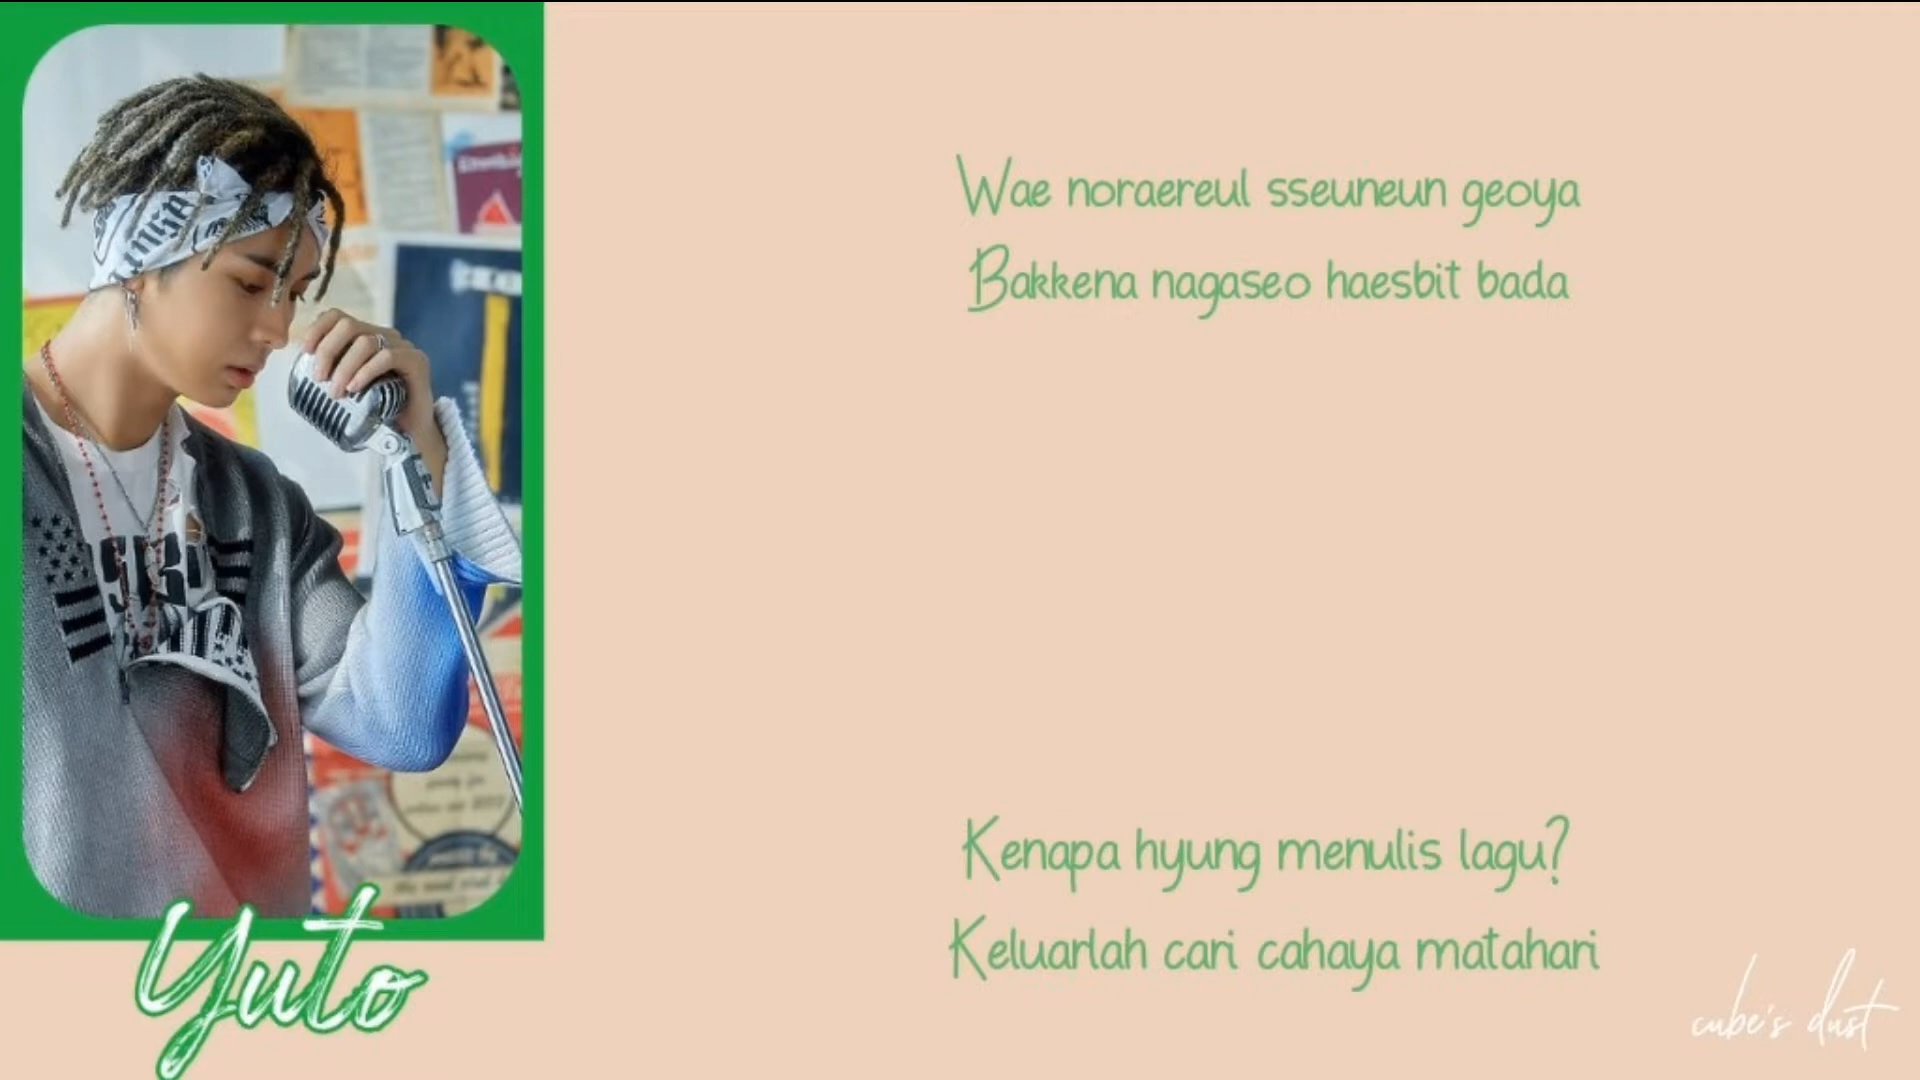 Wae noraereul sseuneun geoya
Bakkena nagaseo haesbit bada
Kenapa hyung menulis lagu?
Keluarlah cari cahaya matahari
Yuto
cube's dust